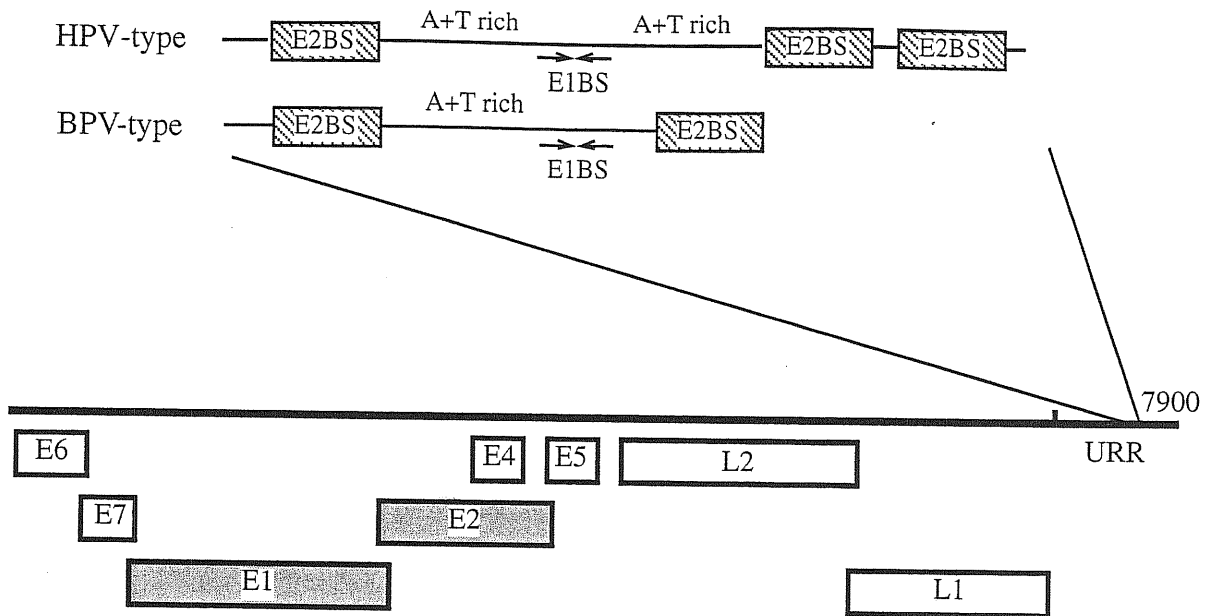 HPV-type E2BS A+T rich A+T rich E2BS E2BS
E1BS
BPV-type E2BS A+T rich E2BS
E1BS
7900
E6 E4 E5 L2 URR
E7 E2
E1 L1